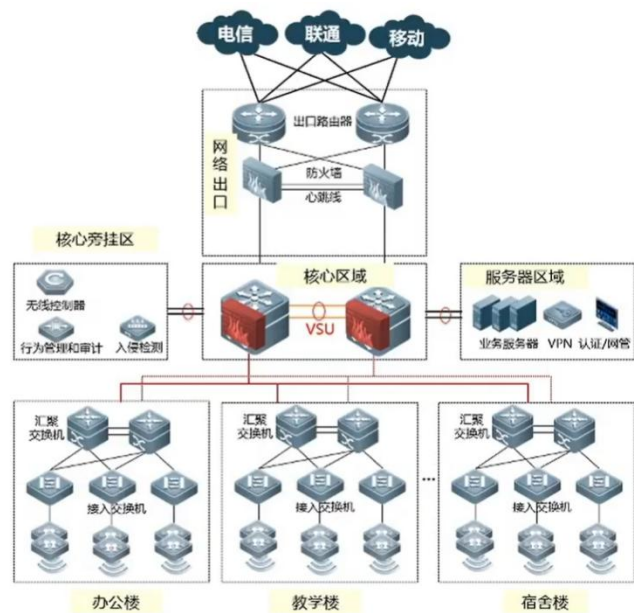 电信
联通
移动
网络出口
出口路由器
防火墙
心跳线
核心旁挂区
无线控制器
行为管理和审计
入侵检测
核心区域
VSU
服务器区域
业务服务器
VPN
认证/网管
汇聚
交换机
接入交换机
办公楼
汇聚
交换机
接入交换机
教学楼
...
汇聚
交换机
接入交换机
宿舍楼